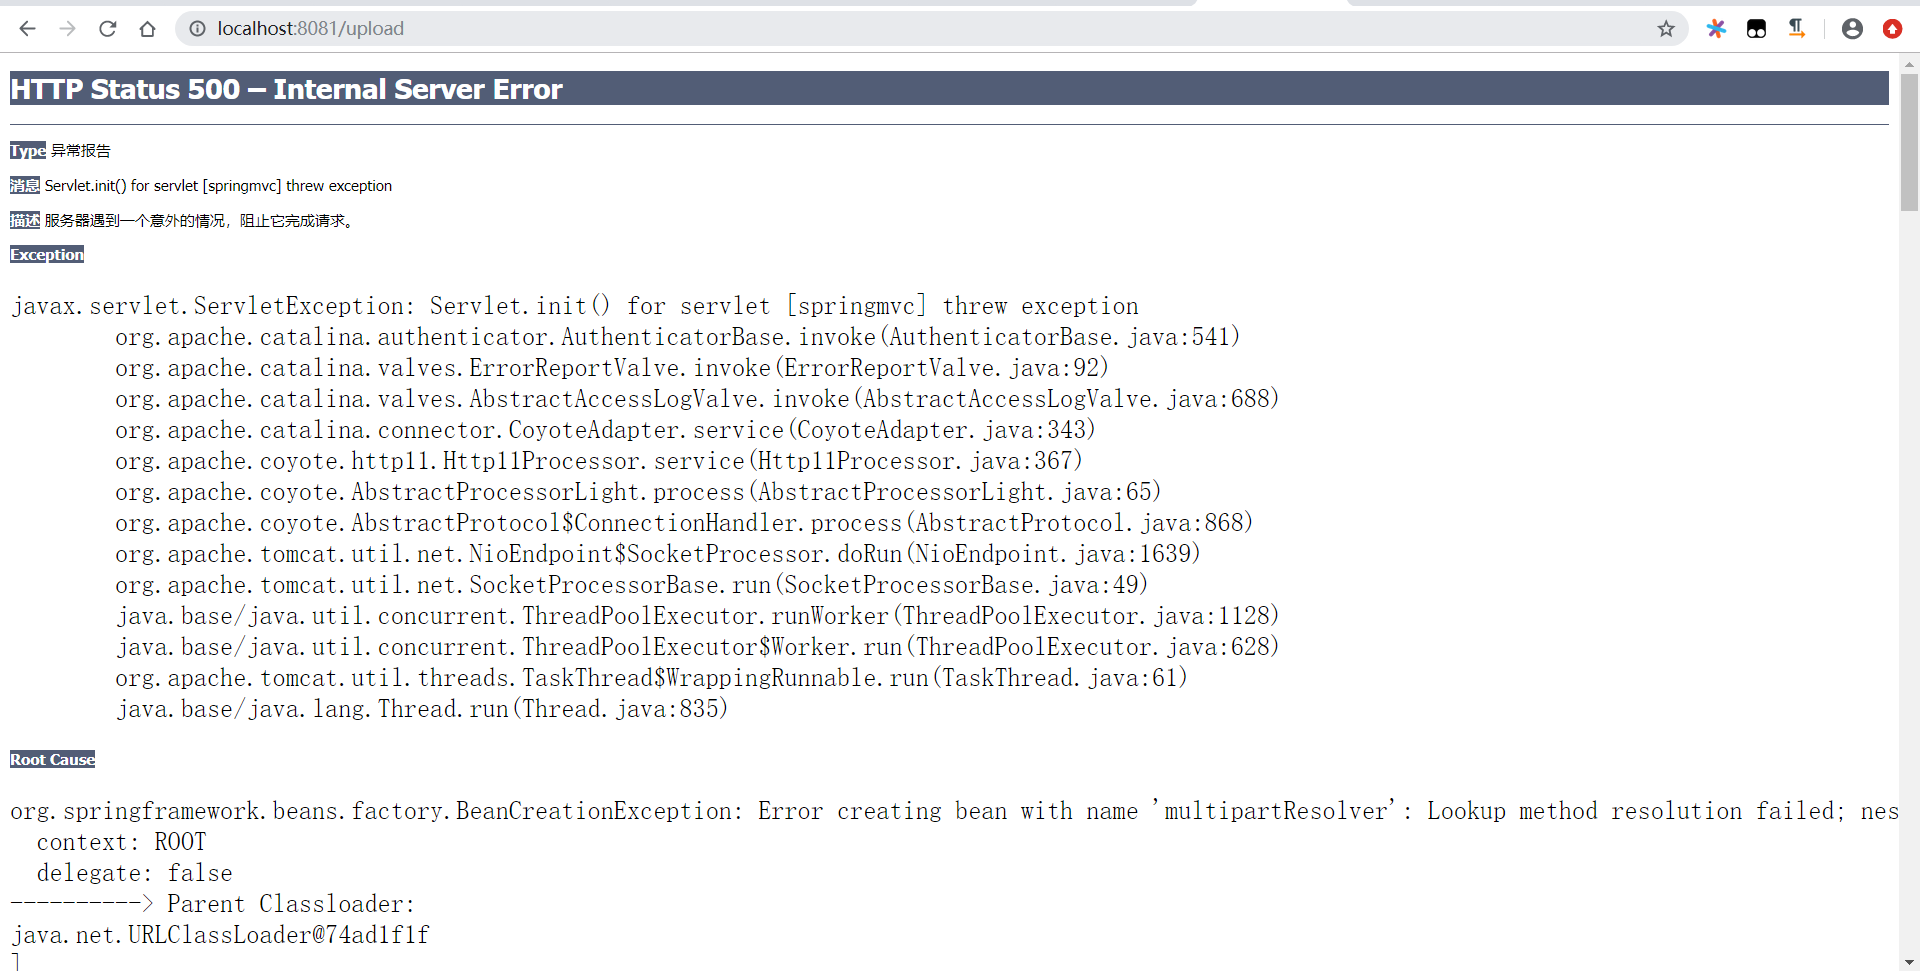 localhost:8081/upload
HTTP Status 500 – Internal Server Error
Type 异常报告
消息 Servlet.init() for servlet [springmvc] threw exception
描述 服务器遇到一个意外的情况，阻止它完成请求。
Exception
javax.servlet.ServletException: Servlet.init() for servlet [springmvc] threw exception
org.apache.catalina.authenticator.AuthenticatorBase.invoke(AuthenticatorBase.java:541)
org.apache.catalina.valves.ErrorReportValve.invoke(ErrorReportValve.java:92)
org.apache.catalina.valves.AbstractAccessLogValve.invoke(AbstractAccessLogValve.java:688)
org.apache.catalina.connector.CoyoteAdapter.service(CoyoteAdapter.java:343)
org.apache.coyote.http11.Http11Processor.service(Http11Processor.java:367)
org.apache.coyote.AbstractProcessorLight.process(AbstractProcessorLight.java:65)
org.apache.coyote.AbstractProtocol$ConnectionHandler.process(AbstractProtocol.java:868)
org.apache.tomcat.util.net.NioEndpoint$SocketProcessor.doRun(NioEndpoint.java:1639)
org.apache.tomcat.util.net.SocketProcessorBase.run(SocketProcessorBase.java:49)
java.base/java.util.concurrent.ThreadPoolExecutor.runWorker(ThreadPoolExecutor.java:1128)
java.base/java.util.concurrent.ThreadPoolExecutor$Worker.run(ThreadPoolExecutor.java:628)
org.apache.tomcat.util.threads.TaskThread$WrappingRunnable.run(TaskThread.java:61)
java.base/java.lang.Thread.run(Thread.java:835)
Root Cause
org.springframework.beans.factory.BeanCreationException: Error creating bean with name 'multipartResolver': Lookup method resolution failed; nes
context: ROOT
delegate: false
----------> Parent Classloader:
java.net.URLClassLoader@74ad1f1f
]